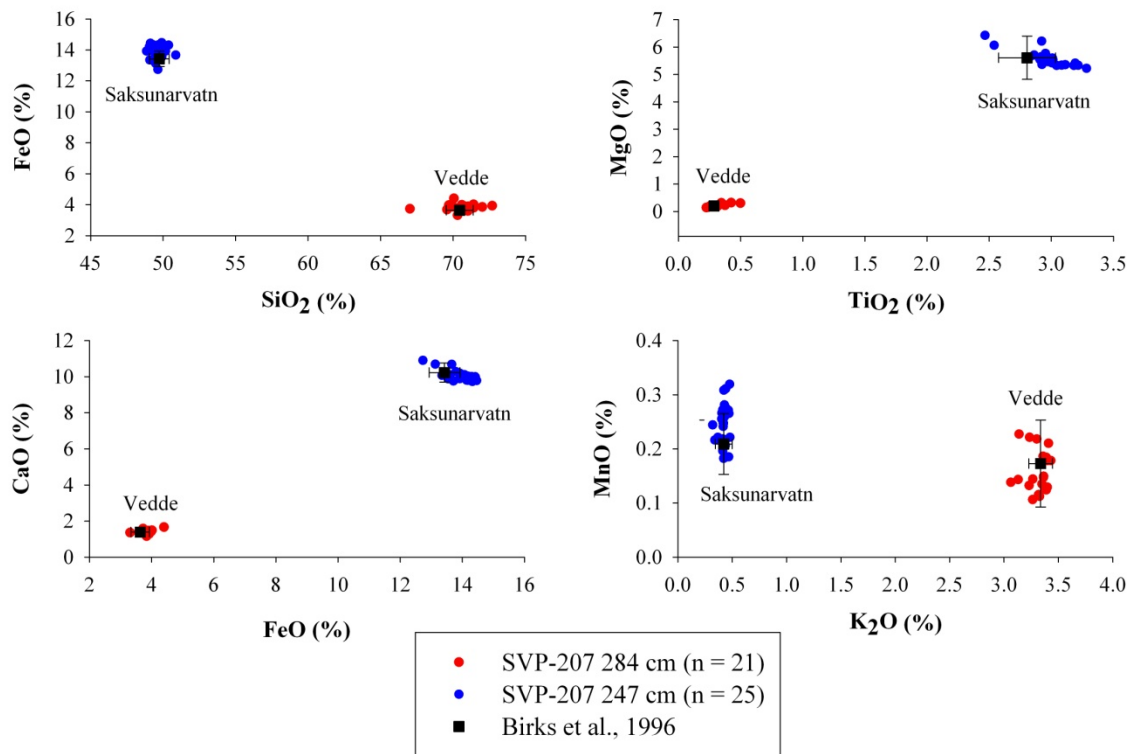 16
14
12
10
8
6
4
2
FeO (%)
Saksunarvatn
Vedde
45 50 55 60 65 70 75
SiO₂ (%)
7
6
5
4
3
2
1
0
MgO (%)
Saksunarvatn
Vedde
0.0 0.5 1.0 1.5 2.0 2.5 3.0 3.5
TiO₂ (%)
12
10
8
6
4
2
0
CaO (%)
Saksunarvatn
Vedde
2 4 6 8 10 12 14 16
FeO (%)
0.4
0.3
0.2
0.1
0.0
MnO (%)
Vedde
Saksunarvatn
0.0 0.5 1.0 1.5 2.0 2.5 3.0 3.5 4.0
K₂O (%)
SVP-207 284 cm (n = 21)
SVP-207 247 cm (n = 25)
Birks et al., 1996